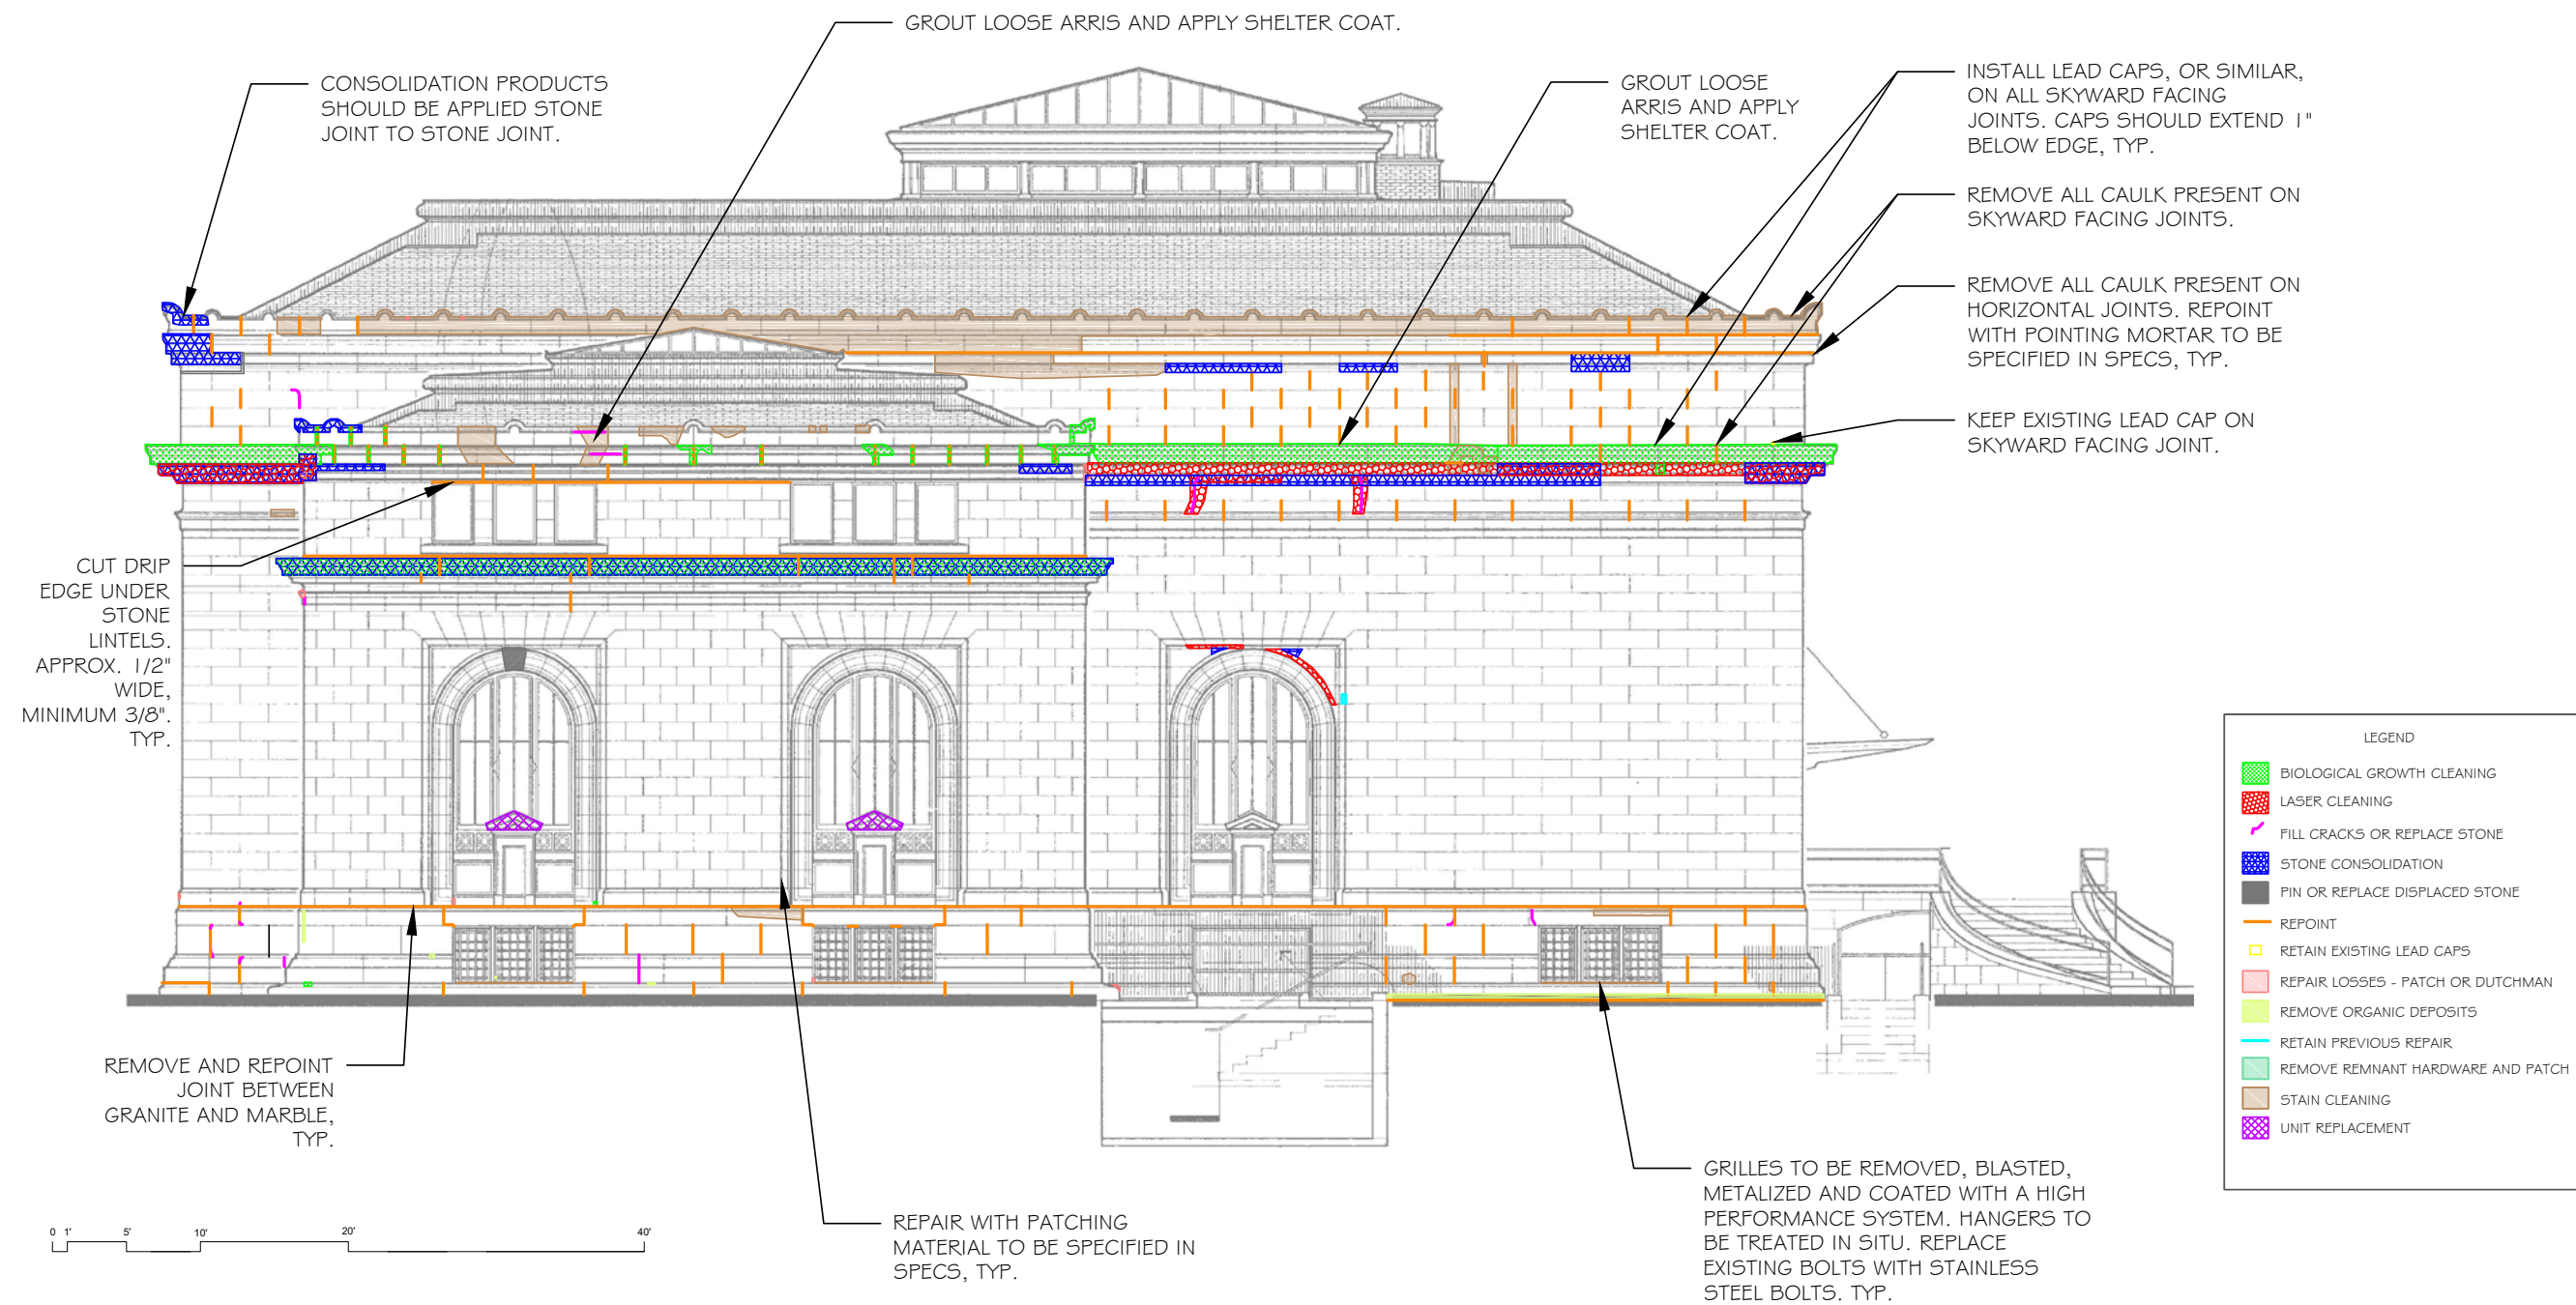 GROUT LOOSE ARRIS AND APPLY SHELTER COAT.
CONSOLIDATION PRODUCTS
SHOULD BE APPLIED STONE
JOINT TO STONE JOINT.
GROUT LOOSE
ARRIS AND APPLY
SHELTER COAT.
INSTALL LEAD CAPS, OR SIMILAR,
ON ALL SKYWARD FACING
JOINTS. CAPS SHOULD EXTEND 1"
BELOW EDGE, TYP.
REMOVE ALL CAULK PRESENT ON
SKYWARD FACING JOINTS.
REMOVE ALL CAULK PRESENT ON
HORIZONTAL JOINTS. REPOINT
WITH POINTING MORTAR TO BE
SPECIFIED IN SPECS, TYP.
KEEP EXISTING LEAD CAP ON
SKYWARD FACING JOINT.
CUT DRIP
EDGE UNDER
STONE
LINTELS.
APPROX. 1/2"
WIDE,
MINIMUM 3/8".
TYP.
LEGEND
BIOLOGICAL GROWTH CLEANING
LASER CLEANING
FILL CRACKS OR REPLACE STONE
STONE CONSOLIDATION
PIN OR REPLACE DISPLACED STONE
REPOINT
RETAIN EXISTING LEAD CAPS
REPAIR LOSSES - PATCH OR DUTCHMAN
REMOVE ORGANIC DEPOSITS
RETAIN PREVIOUS REPAIR
REMOVE REMNANT HARDWARE AND PATCH
STAIN CLEANING
UNIT REPLACEMENT
REMOVE AND REPOINT
JOINT BETWEEN
GRANITE AND MARBLE,
TYP.
REPAIR WITH PATCHING
MATERIAL TO BE SPECIFIED IN
SPECS, TYP.
GRILLES TO BE REMOVED, BLASTED,
METALIZED AND COATED WITH A HIGH
PERFORMANCE SYSTEM. HANGERS TO
BE TREATED IN SITU. REPLACE
EXISTING BOLTS WITH STAINLESS
STEEL BOLTS. TYP.
0 1' 5' 10' 20' 40'